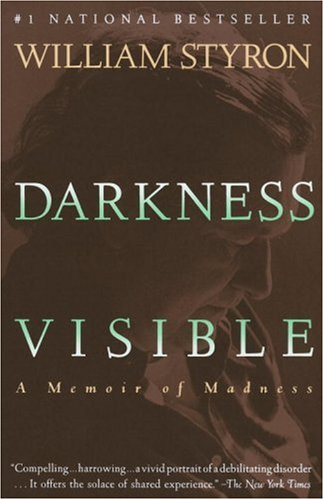 #1 NATIONAL BESTSELLER
WILLIAM STYRON
DARKNESS
VISIBLE
A Memoir of Madness
"Compelling...harrowing...a vivid portrait of a debilitating disorder
...It offers the solace of shared experience."–The New York Times